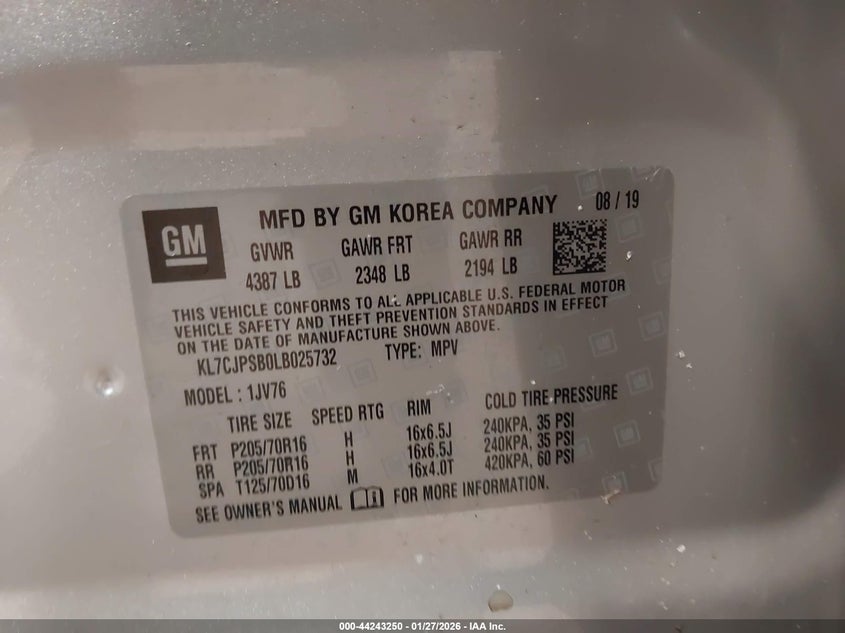 GM
MFD BY GM KOREA COMPANY 08 / 19
GVWR GAWR FRT GAWR RR
4387 LB 2348 LB 2194 LB
THIS VEHICLE CONFORMS TO ALL APPLICABLE U.S. FEDERAL MOTOR
VEHICLE SAFETY AND THEFT PREVENTION STANDARDS IN EFFECT
ON THE DATE OF MANUFACTURE SHOWN ABOVE.
KL7CJPSB0LB025732 TYPE: MPV
MODEL : 1JV76
TIRE SIZE SPEED RTG RIM COLD TIRE PRESSURE
FRT P205/70R16 H 16x6.5J 240KPA, 35 PSI
RR P205/70R16 H 16x6.5J 240KPA, 35 PSI
SPA T125/70D16 M 16x4.0T 420KPA, 60 PSI
SEE OWNER'S MANUAL FOR MORE INFORMATION.
000-44243250 - 01/27/2026 - IAA Inc.